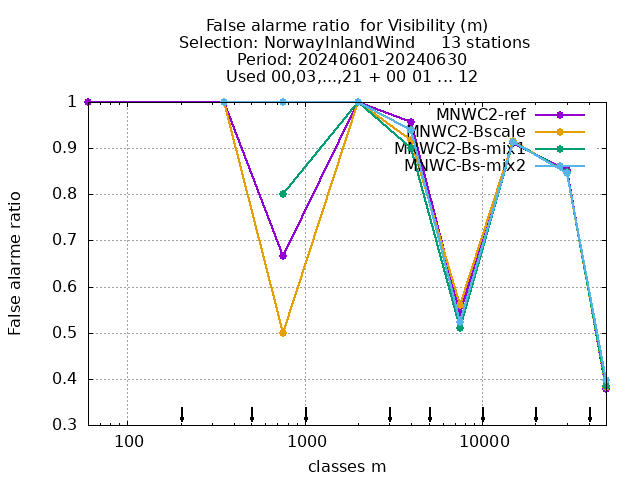 False alarme ratio  for Visibility (m)
Selection: NorwayInlandWind     13 stations
Period: 20240601-20240630
Used 00,03,...,21 + 00 01 ... 12
MNWC2-ref
MNWC2-Bscale
MNWC2-Bs-mix1
MNWC-Bs-mix2
False alarme ratio
1
0.9
0.8
0.7
0.6
0.5
0.4
0.3
100
1000
10000
classes m